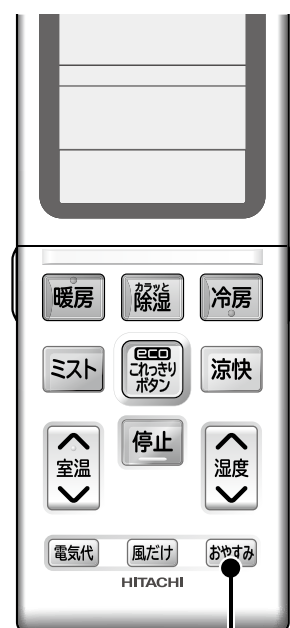 暖房
カラッと
除湿
冷房
ミスト
eco
これっきり
ボタン
涼快
室温
停止
湿度
電気代
風だけ
おやすみ
HITACHI